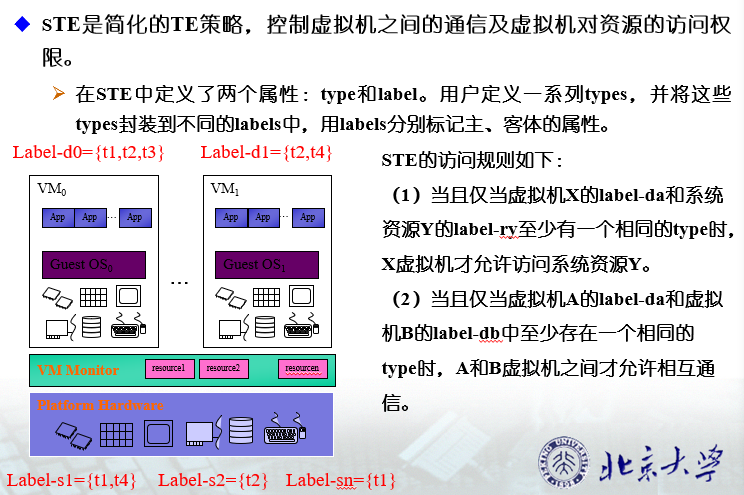 STE是简化的TE策略，控制虚拟机之间的通信及虚拟机对资源的访问权
限。
在STE中定义了两个属性：type和label。用户定义一系列types，并将这些
types封装到不同的labels中，用labels分别标记主、客体的属性。
Label-d0={t1,t2,t3}
Label-d1={t2,t4}
VM0
App App ... App
Guest OS0
VM1
App App ... App
Guest OS1
...
VM Monitor
resource1
resource2
resourcen
Platform Hardware
Label-s1={t1,t4}
Label-s2={t2}
Label-sn={t1}
STE的访问规则如下：
（1）当且仅当虚拟机X的label-da和系统
资源Y的label-ry至少有一个相同的type时，
X虚拟机才允许访问系统资源Y。
（2）当且仅当虚拟机A的label-da和虚拟
机B的label-db中至少存在一个相同的
type时，A和B虚拟机之间才允许相互通
信。
北京大学